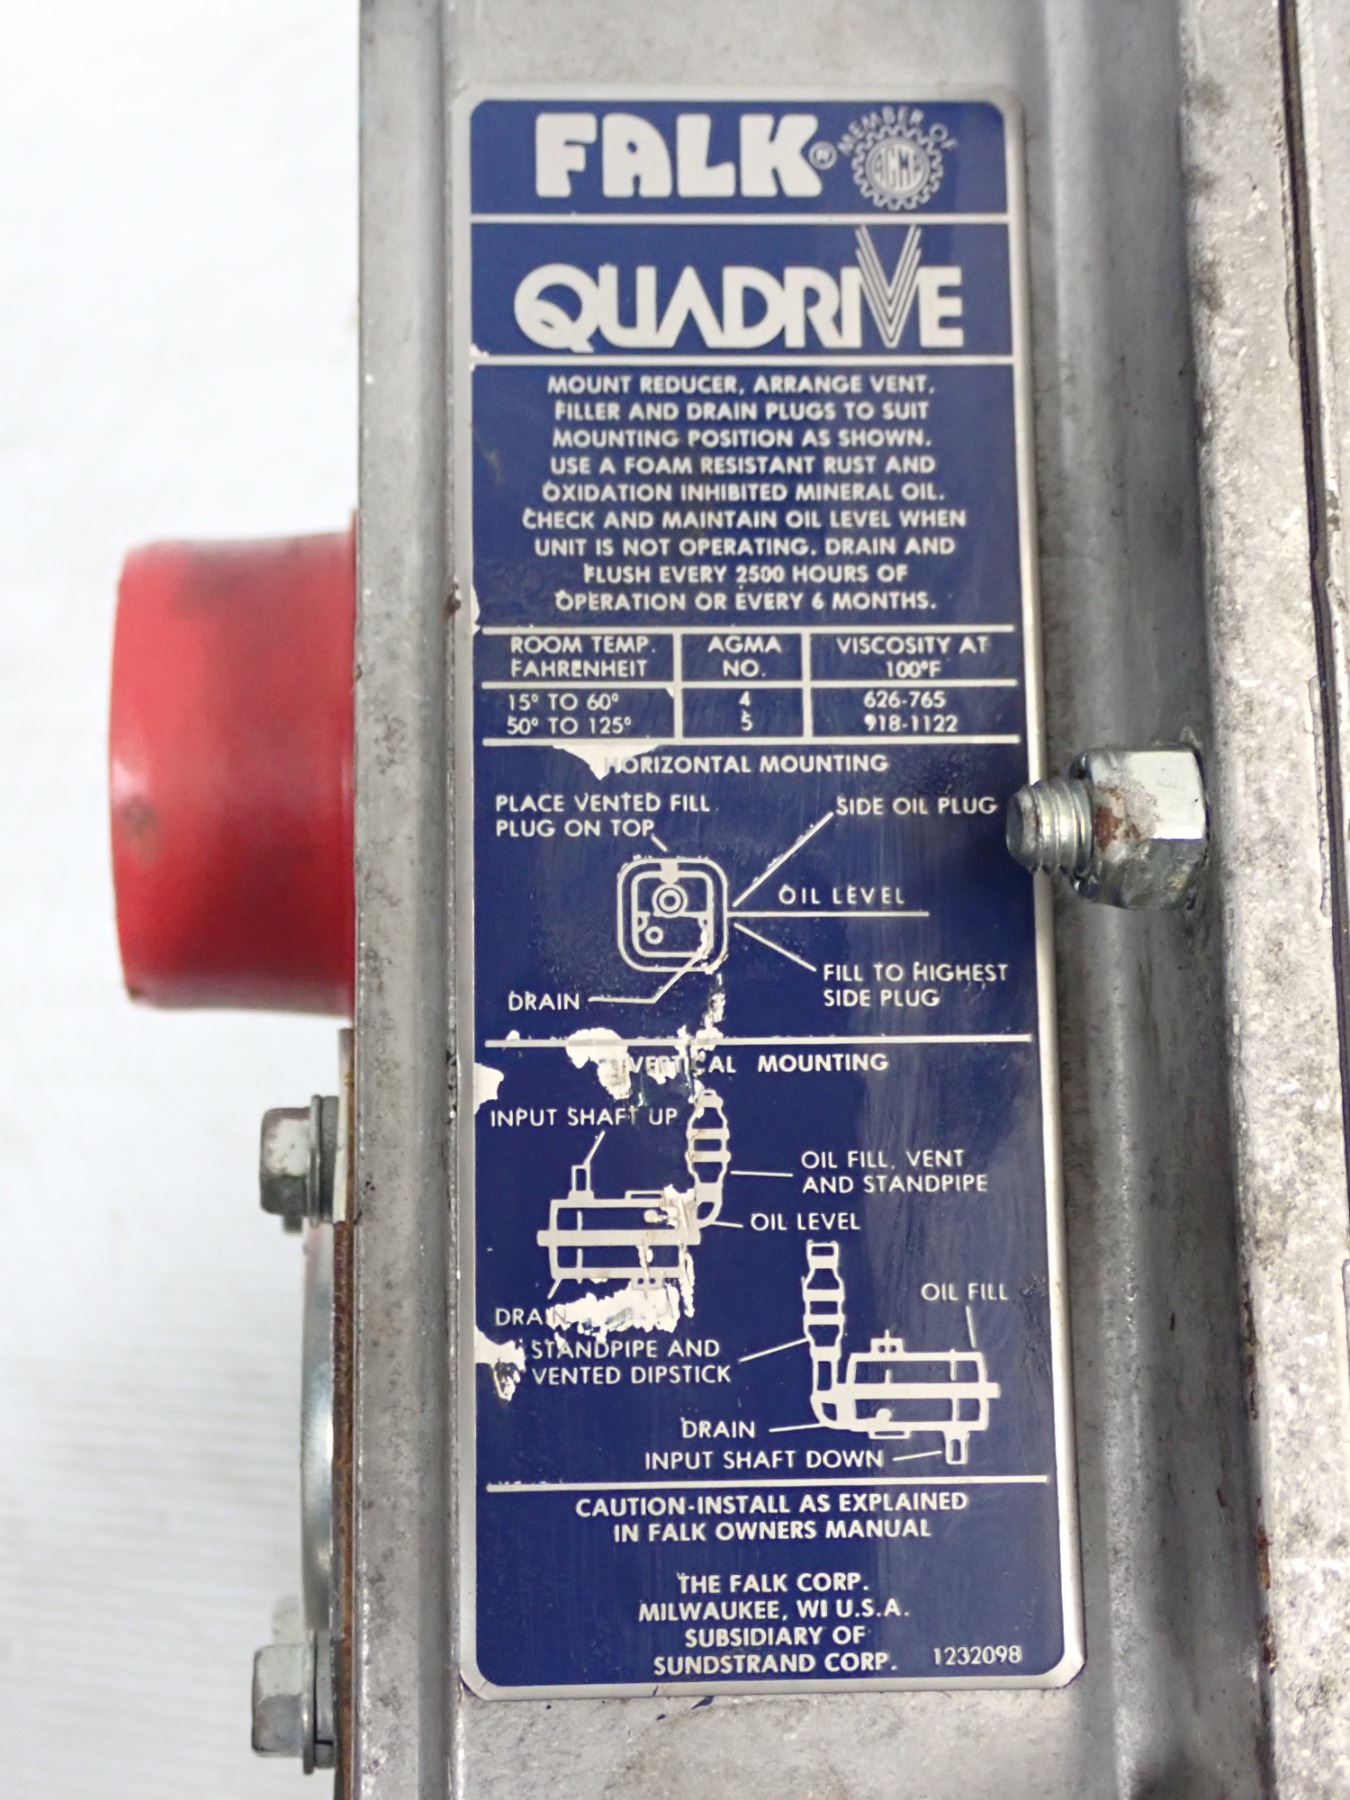 FALK®
MEMBER OF
AGMA
QUADRIVE
MOUNT REDUCER, ARRANGE VENT,
FILLER AND DRAIN PLUGS TO SUIT
MOUNTING POSITION AS SHOWN.
USE A FOAM RESISTANT RUST AND
OXIDATION INHIBITED MINERAL OIL.
CHECK AND MAINTAIN OIL LEVEL WHEN
UNIT IS NOT OPERATING. DRAIN AND
FLUSH EVERY 2500 HOURS OF
OPERATION OR EVERY 6 MONTHS.
ROOM TEMP. AGMA VISCOSITY AT
FAHRENHEIT NO. 100°F
15° TO 60° 4 626-765
50° TO 125° 5 918-1122
HORIZONTAL MOUNTING
PLACE VENTED FILL SIDE OIL PLUG
PLUG ON TOP
OIL LEVEL
FILL TO HIGHEST
DRAIN SIDE PLUG
VERTICAL MOUNTING
INPUT SHAFT UP
OIL FILL, VENT
AND STANDPIPE
OIL LEVEL
OIL FILL
DRAIN
STANDPIPE AND
VENTED DIPSTICK
DRAIN
INPUT SHAFT DOWN
CAUTION-INSTALL AS EXPLAINED
IN FALK OWNERS MANUAL
THE FALK CORP.
MILWAUKEE, WI U.S.A.
SUBSIDIARY OF
SUNDSTRAND CORP. 1232098